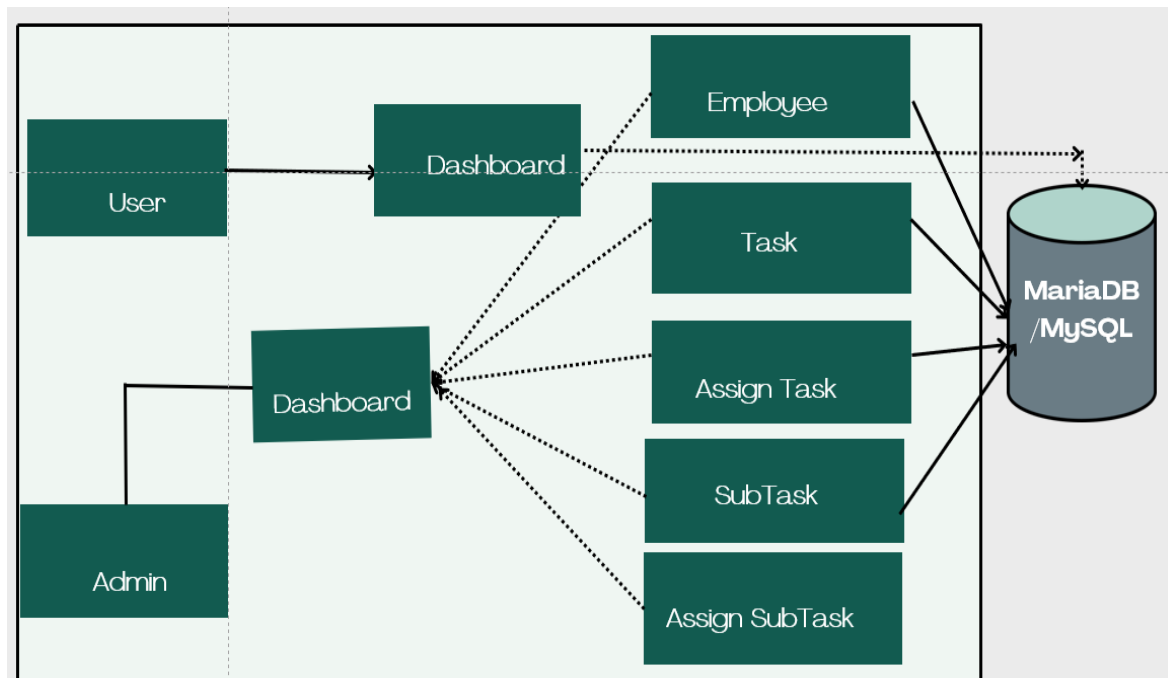 Employee
Dashboard
User
Task
MariaDB
/MySQL
Dashboard
Assign Task
SubTask
Admin
Assign SubTask